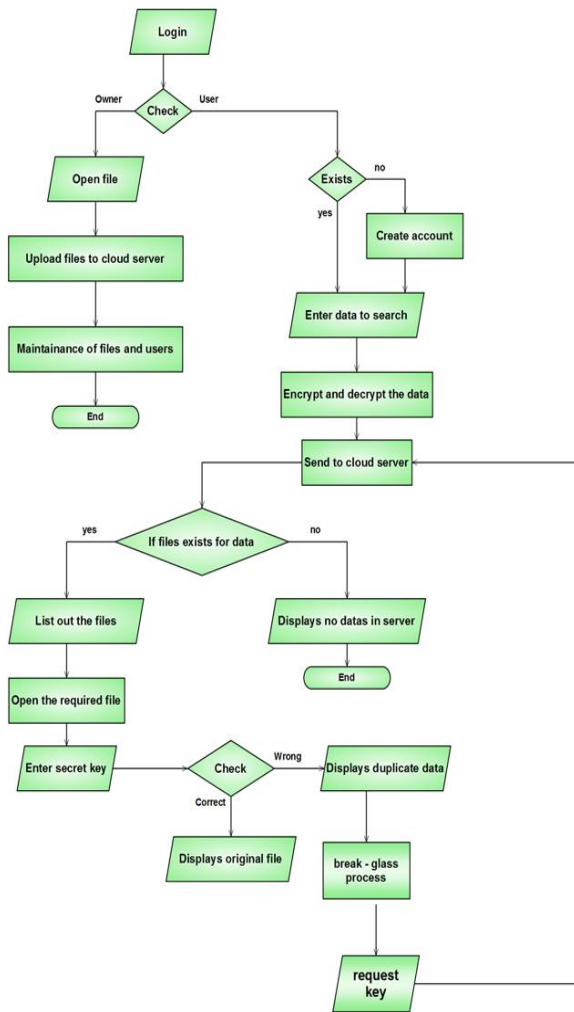 Login
Owner
User
Check
Open file
Exists
no
yes
Create account
Upload files to cloud server
Enter data to search
Maintainance of files and users
Encrypt and decrypt the data
End
Send to cloud server
yes
If files exists for data
no
List out the files
Displays no datas in server
End
Open the required file
Enter secret key
Check
Wrong
Displays duplicate data
Correct
Displays original file
break - glass
process
request
key